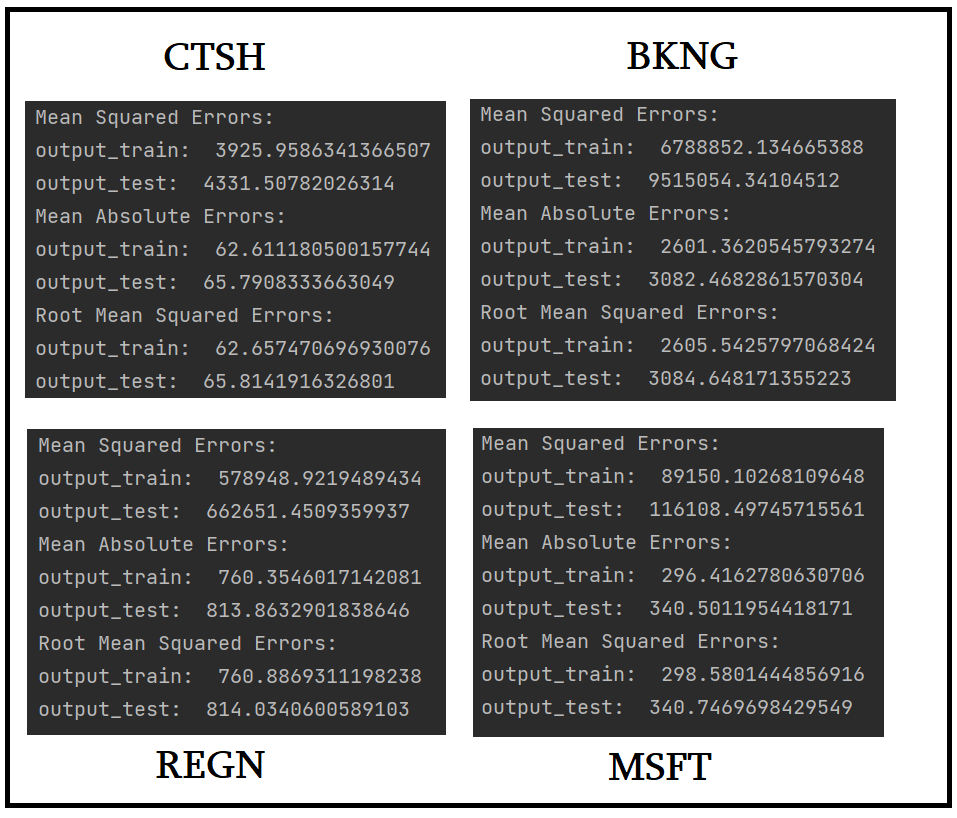 CTSH
Mean Squared Errors:
output_train:  3925.9586341366507
output_test:  4331.50782026314
Mean Absolute Errors:
output_train:  62.611180500157744
output_test:  65.7908333663049
Root Mean Squared Errors:
output_train:  62.657470696930076
output_test:  65.8141916326801
BKNG
Mean Squared Errors:
output_train:  6788852.134665388
output_test:  9515054.34104512
Mean Absolute Errors:
output_train:  2601.3620545793274
output_test:  3082.4682861570304
Root Mean Squared Errors:
output_train:  2605.5425797068424
output_test:  3084.648171355223
Mean Squared Errors:
output_train:  578948.9219489434
output_test:  662651.4509359937
Mean Absolute Errors:
output_train:  760.3546017142081
output_test:  813.8632901838646
Root Mean Squared Errors:
output_train:  760.8869311198238
output_test:  814.0340600589103
REGN
Mean Squared Errors:
output_train:  89150.10268109648
output_test:  116108.49745715561
Mean Absolute Errors:
output_train:  296.4162780630706
output_test:  340.5011954418171
Root Mean Squared Errors:
output_train:  298.5801444856916
output_test:  340.7469698429549
MSFT